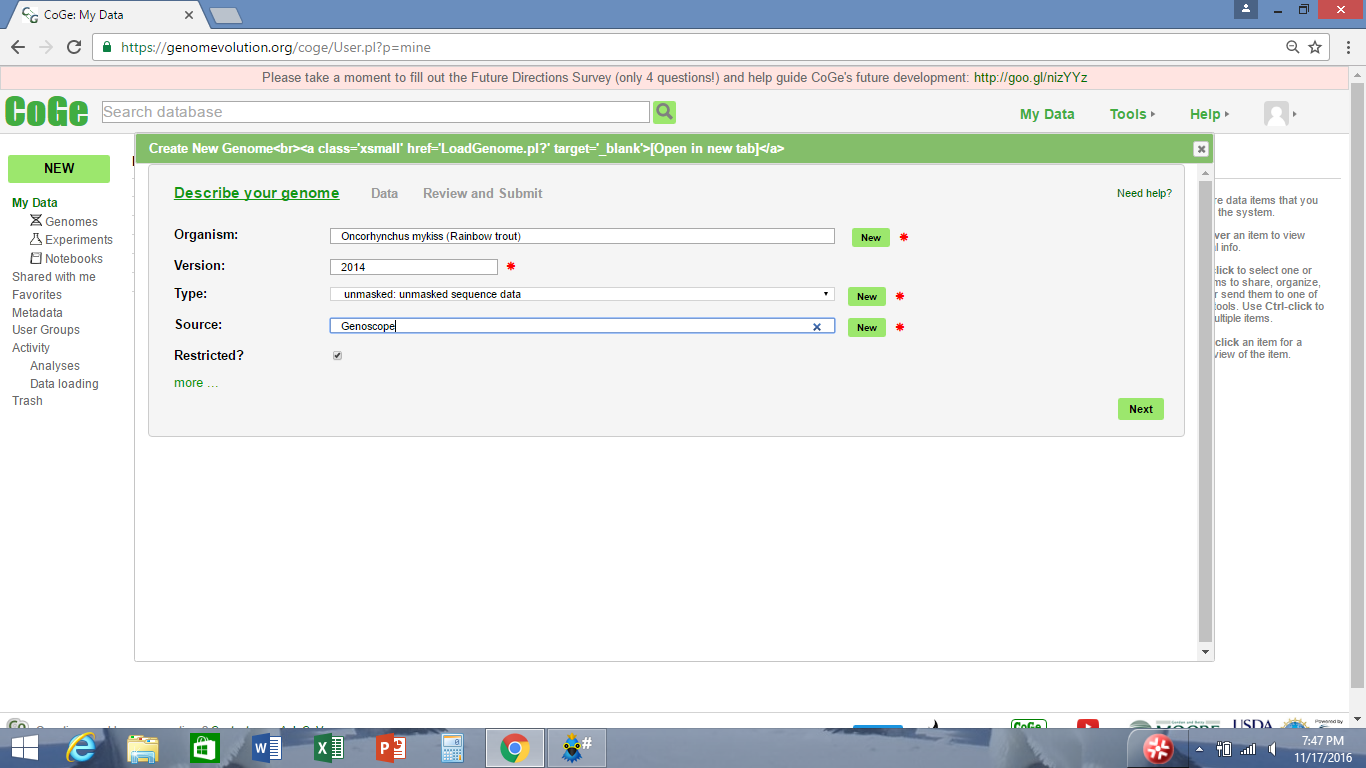 CoGe: My Data
https://genomevolution.org/coge/User.pl?p=mine
Please take a moment to fill out the Future Directions Survey (only 4 questions!) and help guide CoGe's future development: http://goo.gl/nizYYz
CoGe
Search database
My Data
Tools
Help
Create New Genome<br><a class='xsmall' href='LoadGenome.pl?' target='_blank'>[Open in new tab]</a>
NEW
My Data
Genomes
Experiments
Notebooks
Shared with me
Favorites
Metadata
User Groups
Activity
Analyses
Data loading
Trash
Describe your genome
Data
Review and Submit
Need help?
Organism:
Oncorhynchus mykiss (Rainbow trout)
New
Version:
2014
Type:
unmasked: unmasked sequence data
New
Source:
Genoscope
New
Restricted?
more ...
Next
re data items that you
the system.
ver an item to view
l info.
click to select one or
ms to share, organize,
r send them to one of
tools. Use Ctrl-click to
ultiple items.
click an item for a
view of the item.
CoGe
MOORE
USDA
Powered by
7:47 PM
11/17/2016